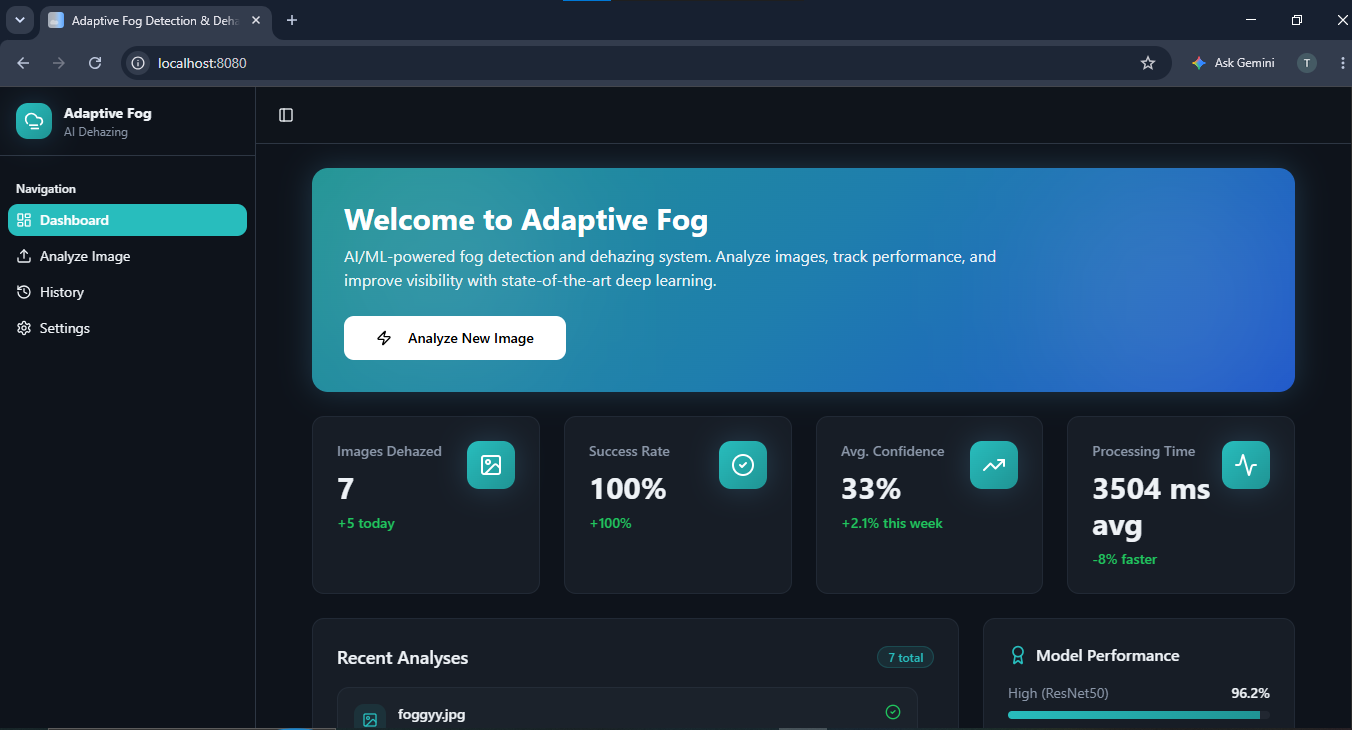 Adaptive Fog Detection & Deha
localhost:8080
Ask Gemini
T
Adaptive Fog
AI Dehazing
Navigation
Dashboard
Analyze Image
History
Settings
Welcome to Adaptive Fog
AI/ML-powered fog detection and dehazing system. Analyze images, track performance, and
improve visibility with state-of-the-art deep learning.
Analyze New Image
Images Dehazed
7
+5 today
Success Rate
100%
+100%
Avg. Confidence
33%
+2.1% this week
Processing Time
3504 ms
avg
-8% faster
Recent Analyses
7 total
foggyy.jpg
Model Performance
High (ResNet50)
96.2%